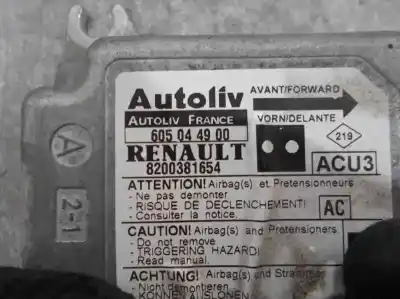 Autoliv
AVANT/FORWARD
AUTOLIV FRANCE
VORN/DELANTE
605 04 49 00
219
RENAULT
8200381654
ACU3
A
2-1
ATTENTION! Airbag(s) et Pretensionneurs
- Ne pas demonter
- RISQUE DE DECLENCHEMENT!
- Consulter la notice.
AC
CAUTION! Airbag(s) and Pretensioners
- Do not remove
- TRIGGERING HAZARD!
- Read manual.
ACHTUNG! Airbag(s) und
- Nicht demontieren
- KÖNNEN AUSLÖSEN